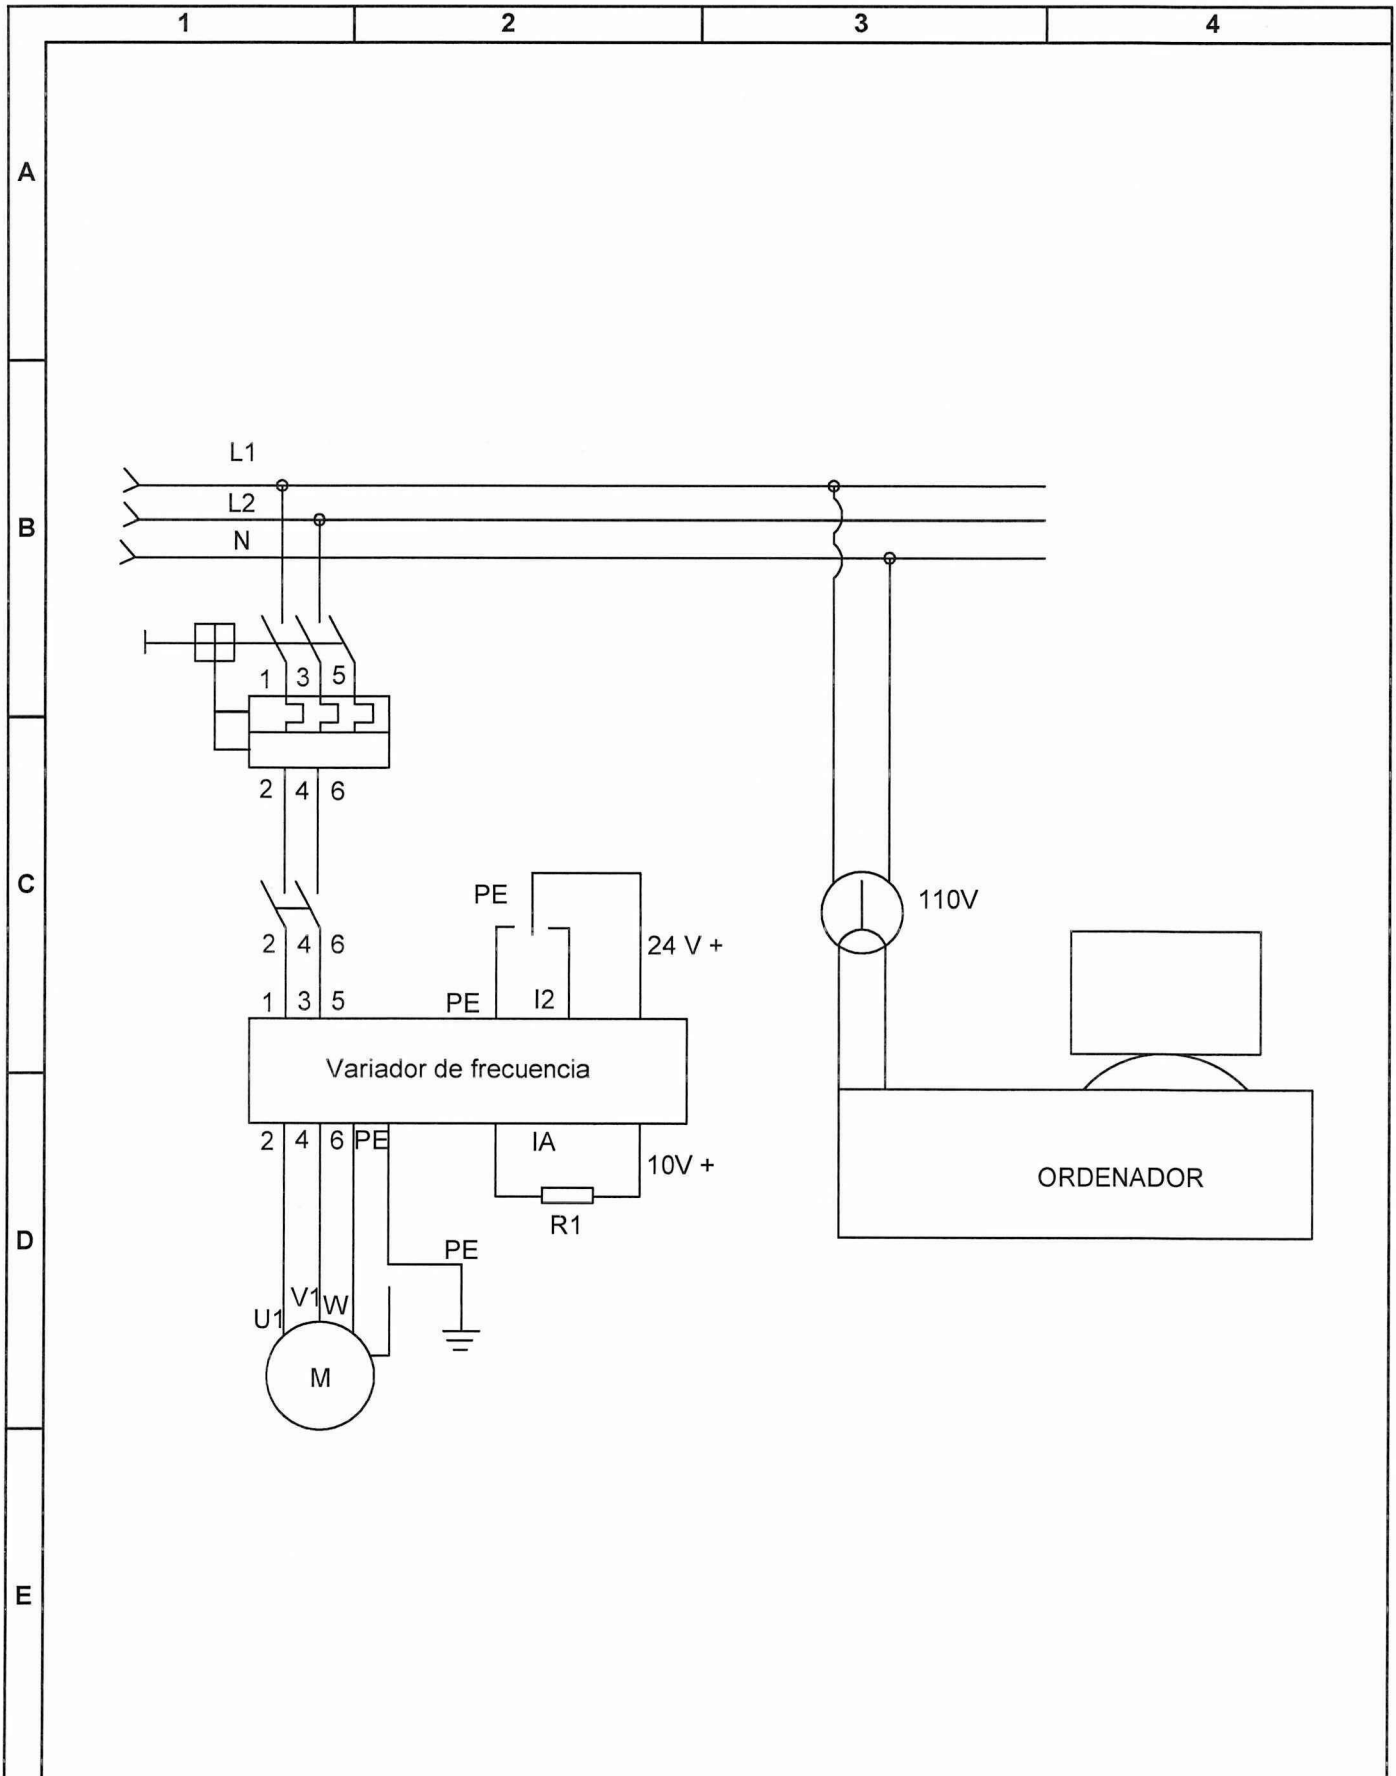 1 2 3 4
A
L1
L2
B
N
1 3 5
2 4 6
C
PE
110V
2 4 6
24 V +
1 3 5
PE
I2
Variador de frecuencia
2 4 6 PE
IA
10V +
ORDENADOR
R1
D
PE
V1
W
U1
M
E